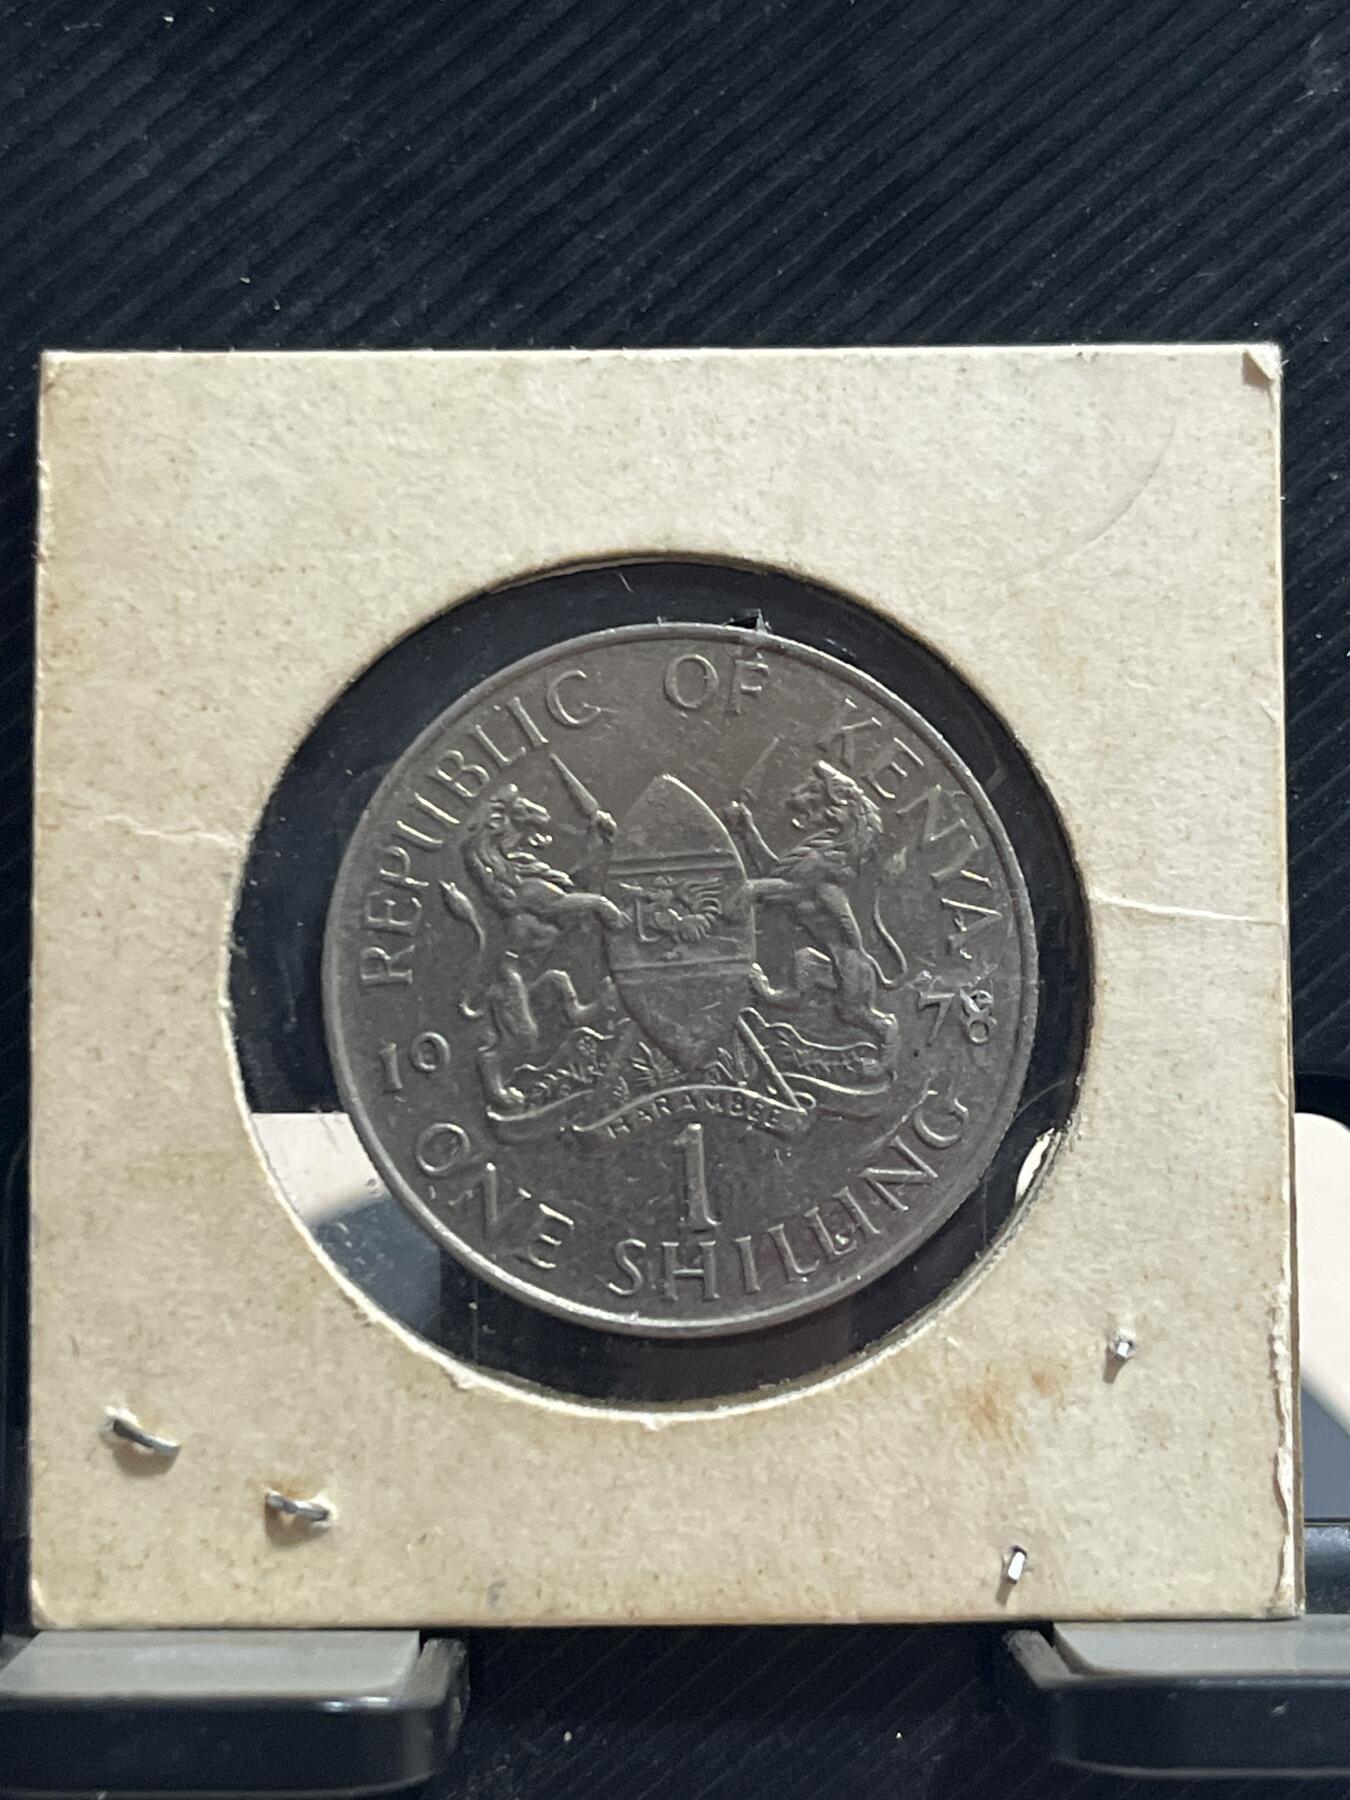 REPUBLIC OF KENYA
19 78
HARAMBEE
1
ONE SHILLING